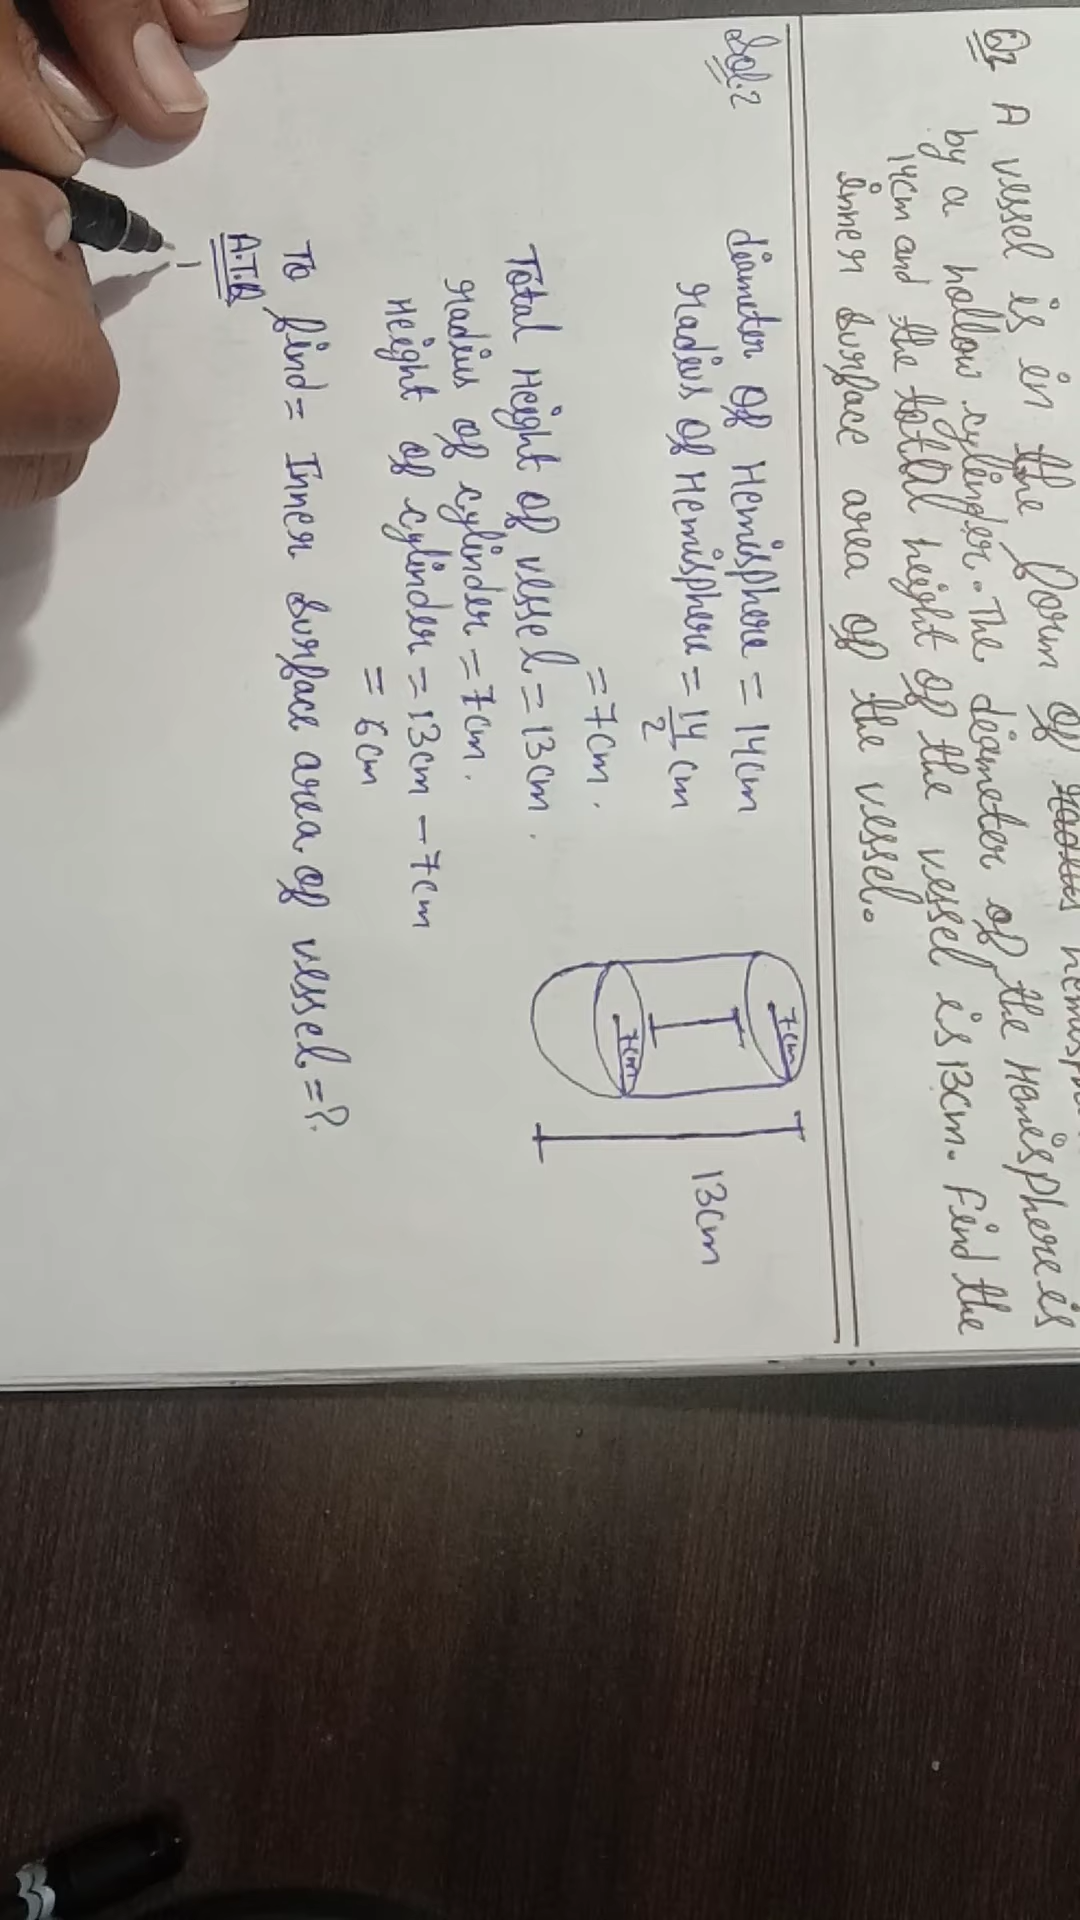 Q2 A vessel is in the form of
by a hollow cylinder. The diameter of the Hemisphere is
14cm and the total height of the vessel is 13cm. Find the
inner surface area of the vessel.
Sol:2
diameter of Hemisphere = 14cm
radius of Hemisphere = 14/2 cm
= 7cm.
Total Height of vessel = 13cm.
radius of cylinder = 7cm.
Height of cylinder = 13cm - 7cm
= 6cm
To find = Inner surface area of vessel = ?
A.T.Q
7cm
7cm
13cm